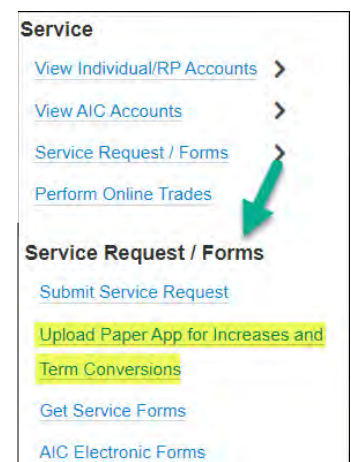 Service
View Individual/RP Accounts
View AIC Accounts
Service Request / Forms
Perform Online Trades
Service Request / Forms
Submit Service Request
Upload Paper App for Increases and
Term Conversions
Get Service Forms
AIC Electronic Forms